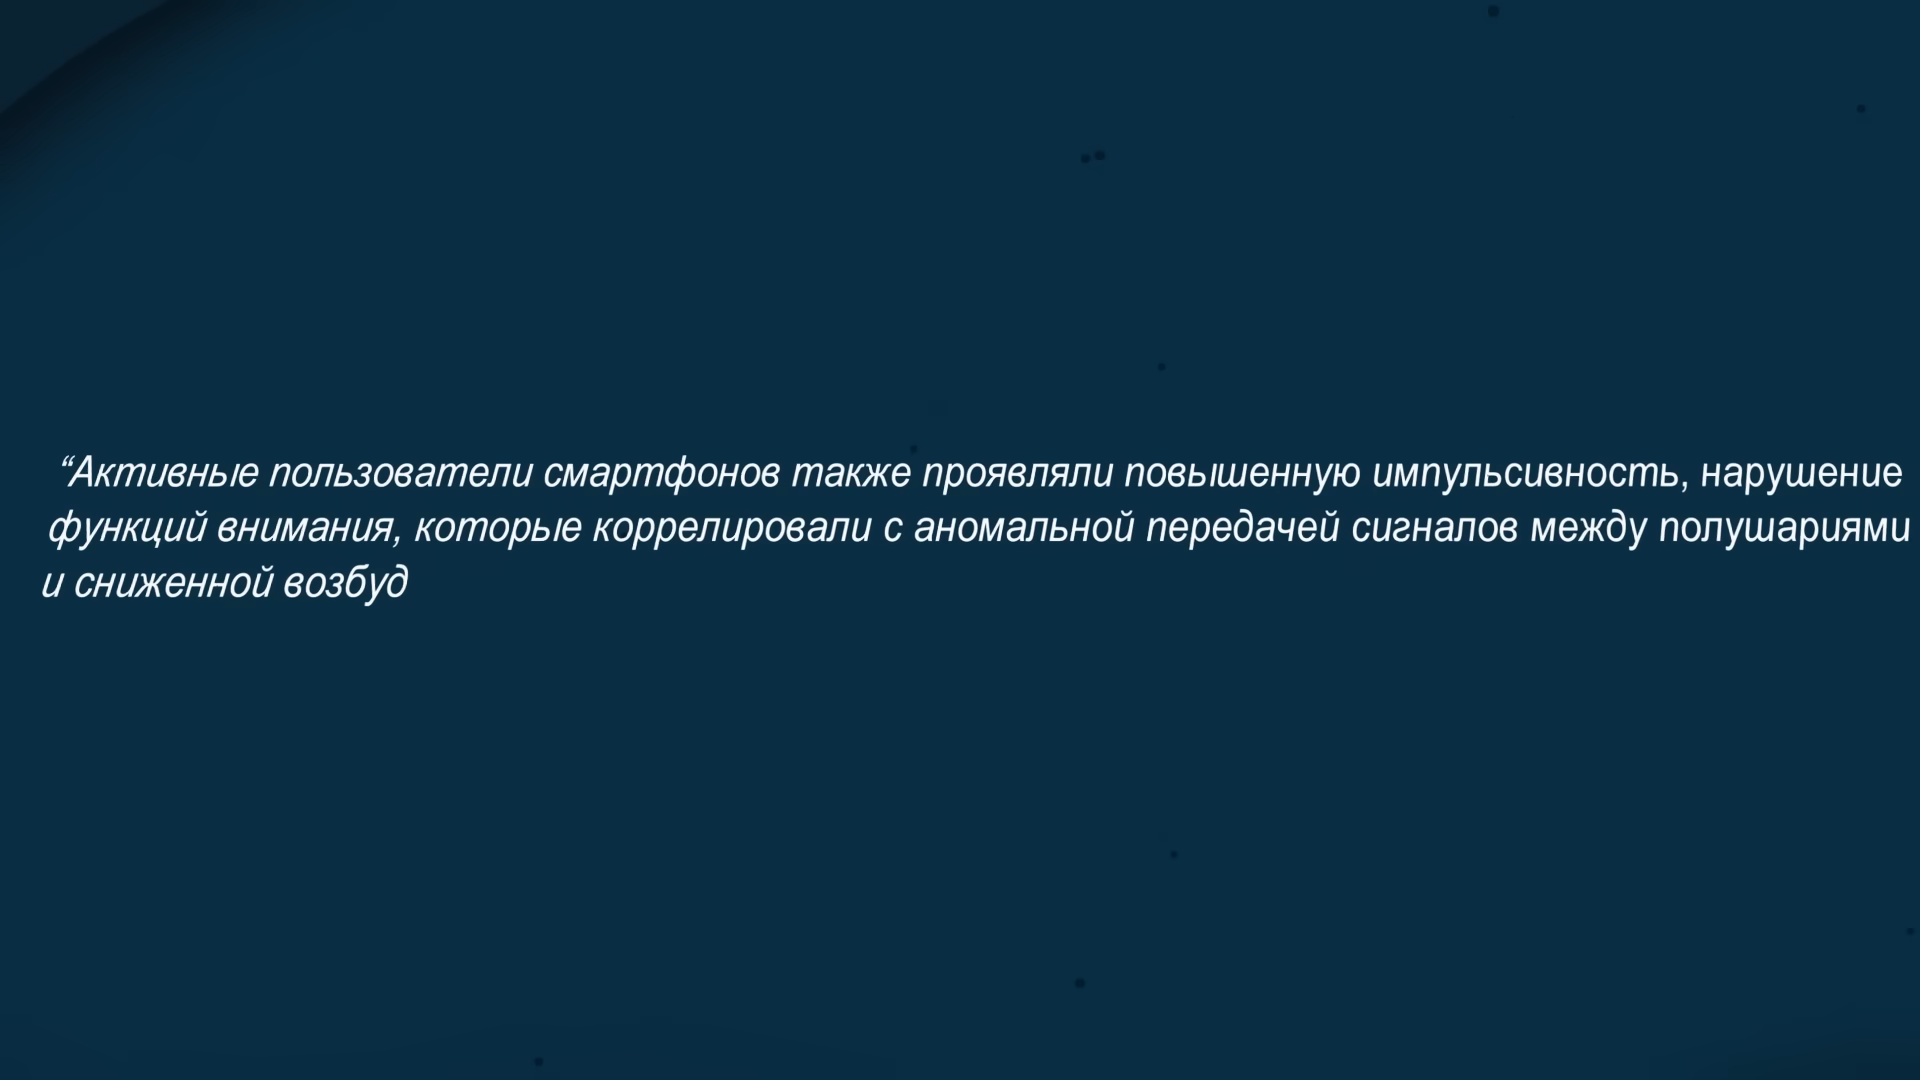 “Активные пользователи смартфонов также проявляли повышенную импульсивность, нарушение
функций внимания, которые коррелировали с аномальной передачей сигналов между полушариями
и сниженной возбуд